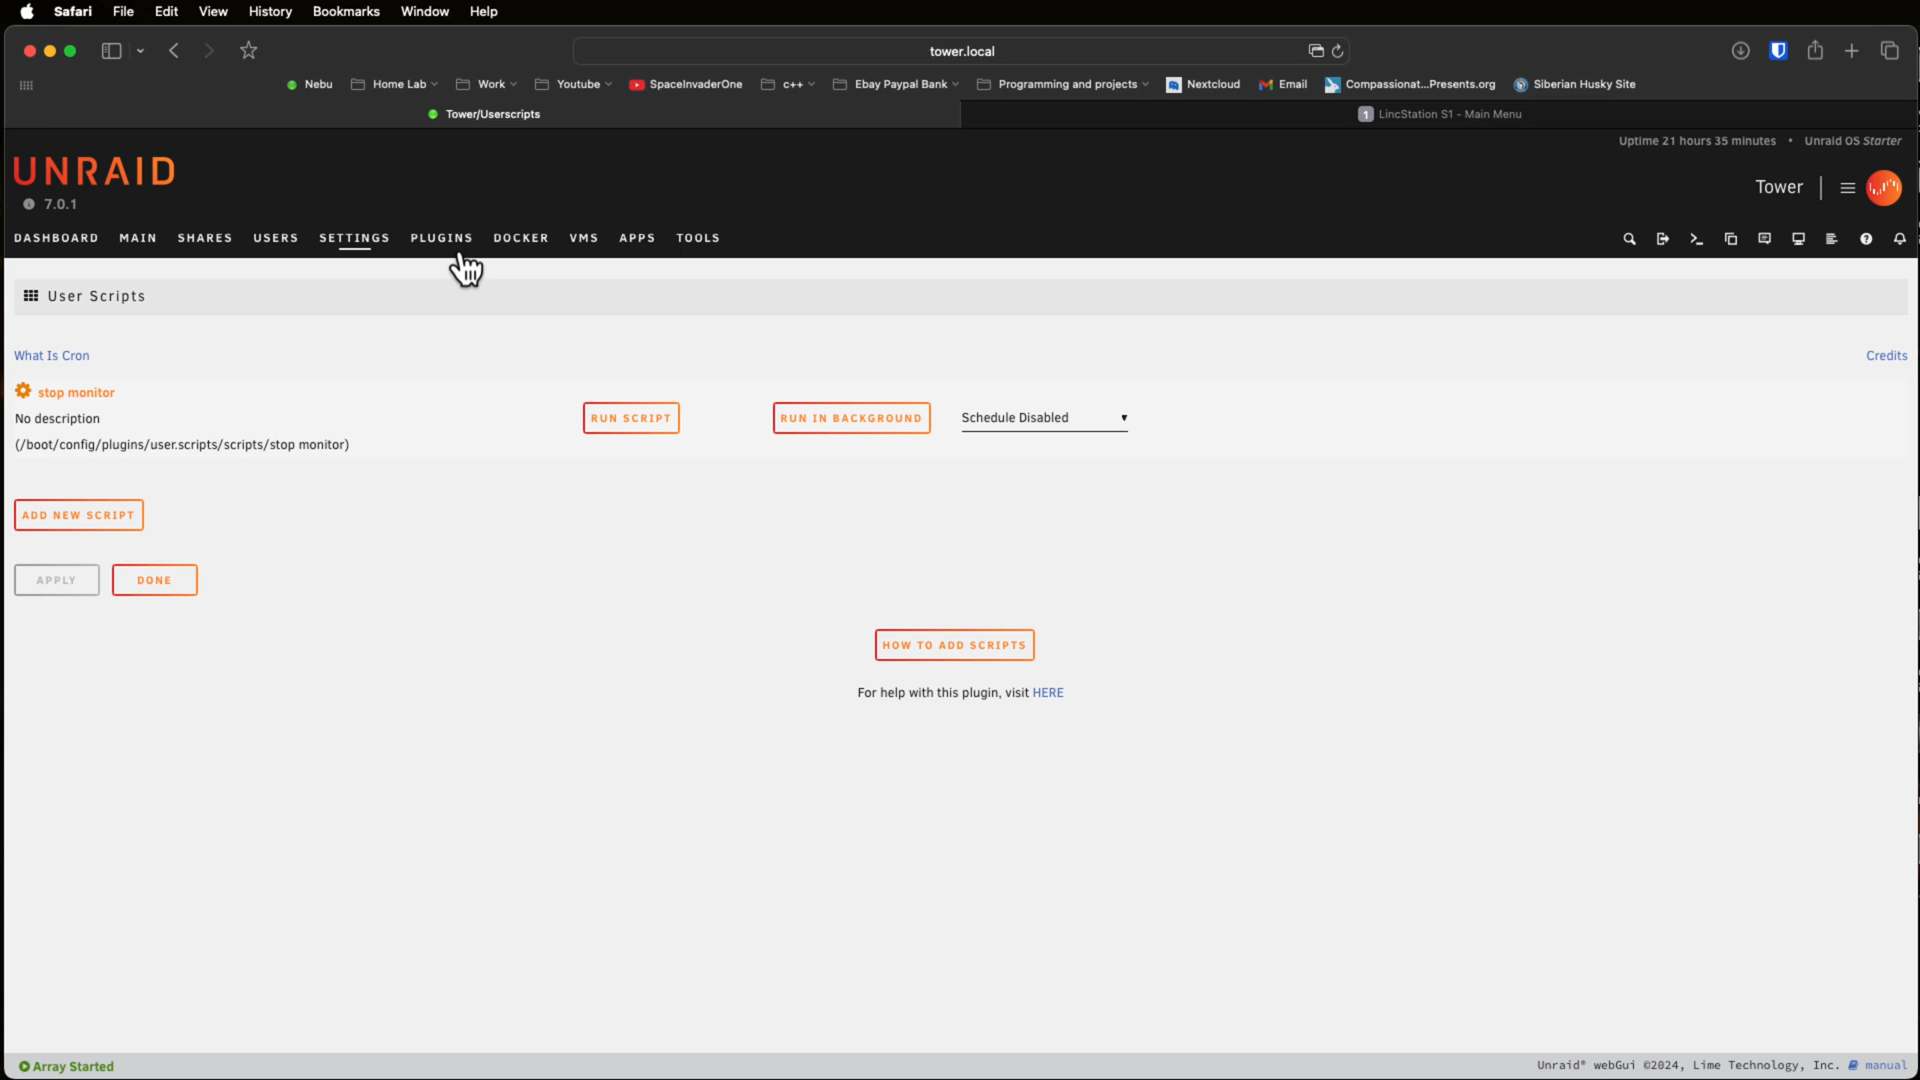 Safari File Edit View History Bookmarks Window Help
tower.local
Nebu Home Lab Work Youtube SpaceInvaderOne c++ Ebay Paypal Bank Programming and projects Nextcloud Email Compassionat...Presents.org Siberian Husky Site
Tower/Userscripts 1 LincStation S1 - Main Menu
Uptime 21 hours 35 minutes • Unraid OS Starter
UNRAID
7.0.1
Tower
DASHBOARD MAIN SHARES USERS SETTINGS PLUGINS DOCKER VMS APPS TOOLS
User Scripts
What Is Cron Credits
stop monitor
No description
RUN SCRIPT RUN IN BACKGROUND Schedule Disabled
(/boot/config/plugins/user.scripts/scripts/stop monitor)
ADD NEW SCRIPT
APPLY DONE
HOW TO ADD SCRIPTS
For help with this plugin, visit HERE
Array Started Unraid® webGui ©2024, Lime Technology, Inc. manual